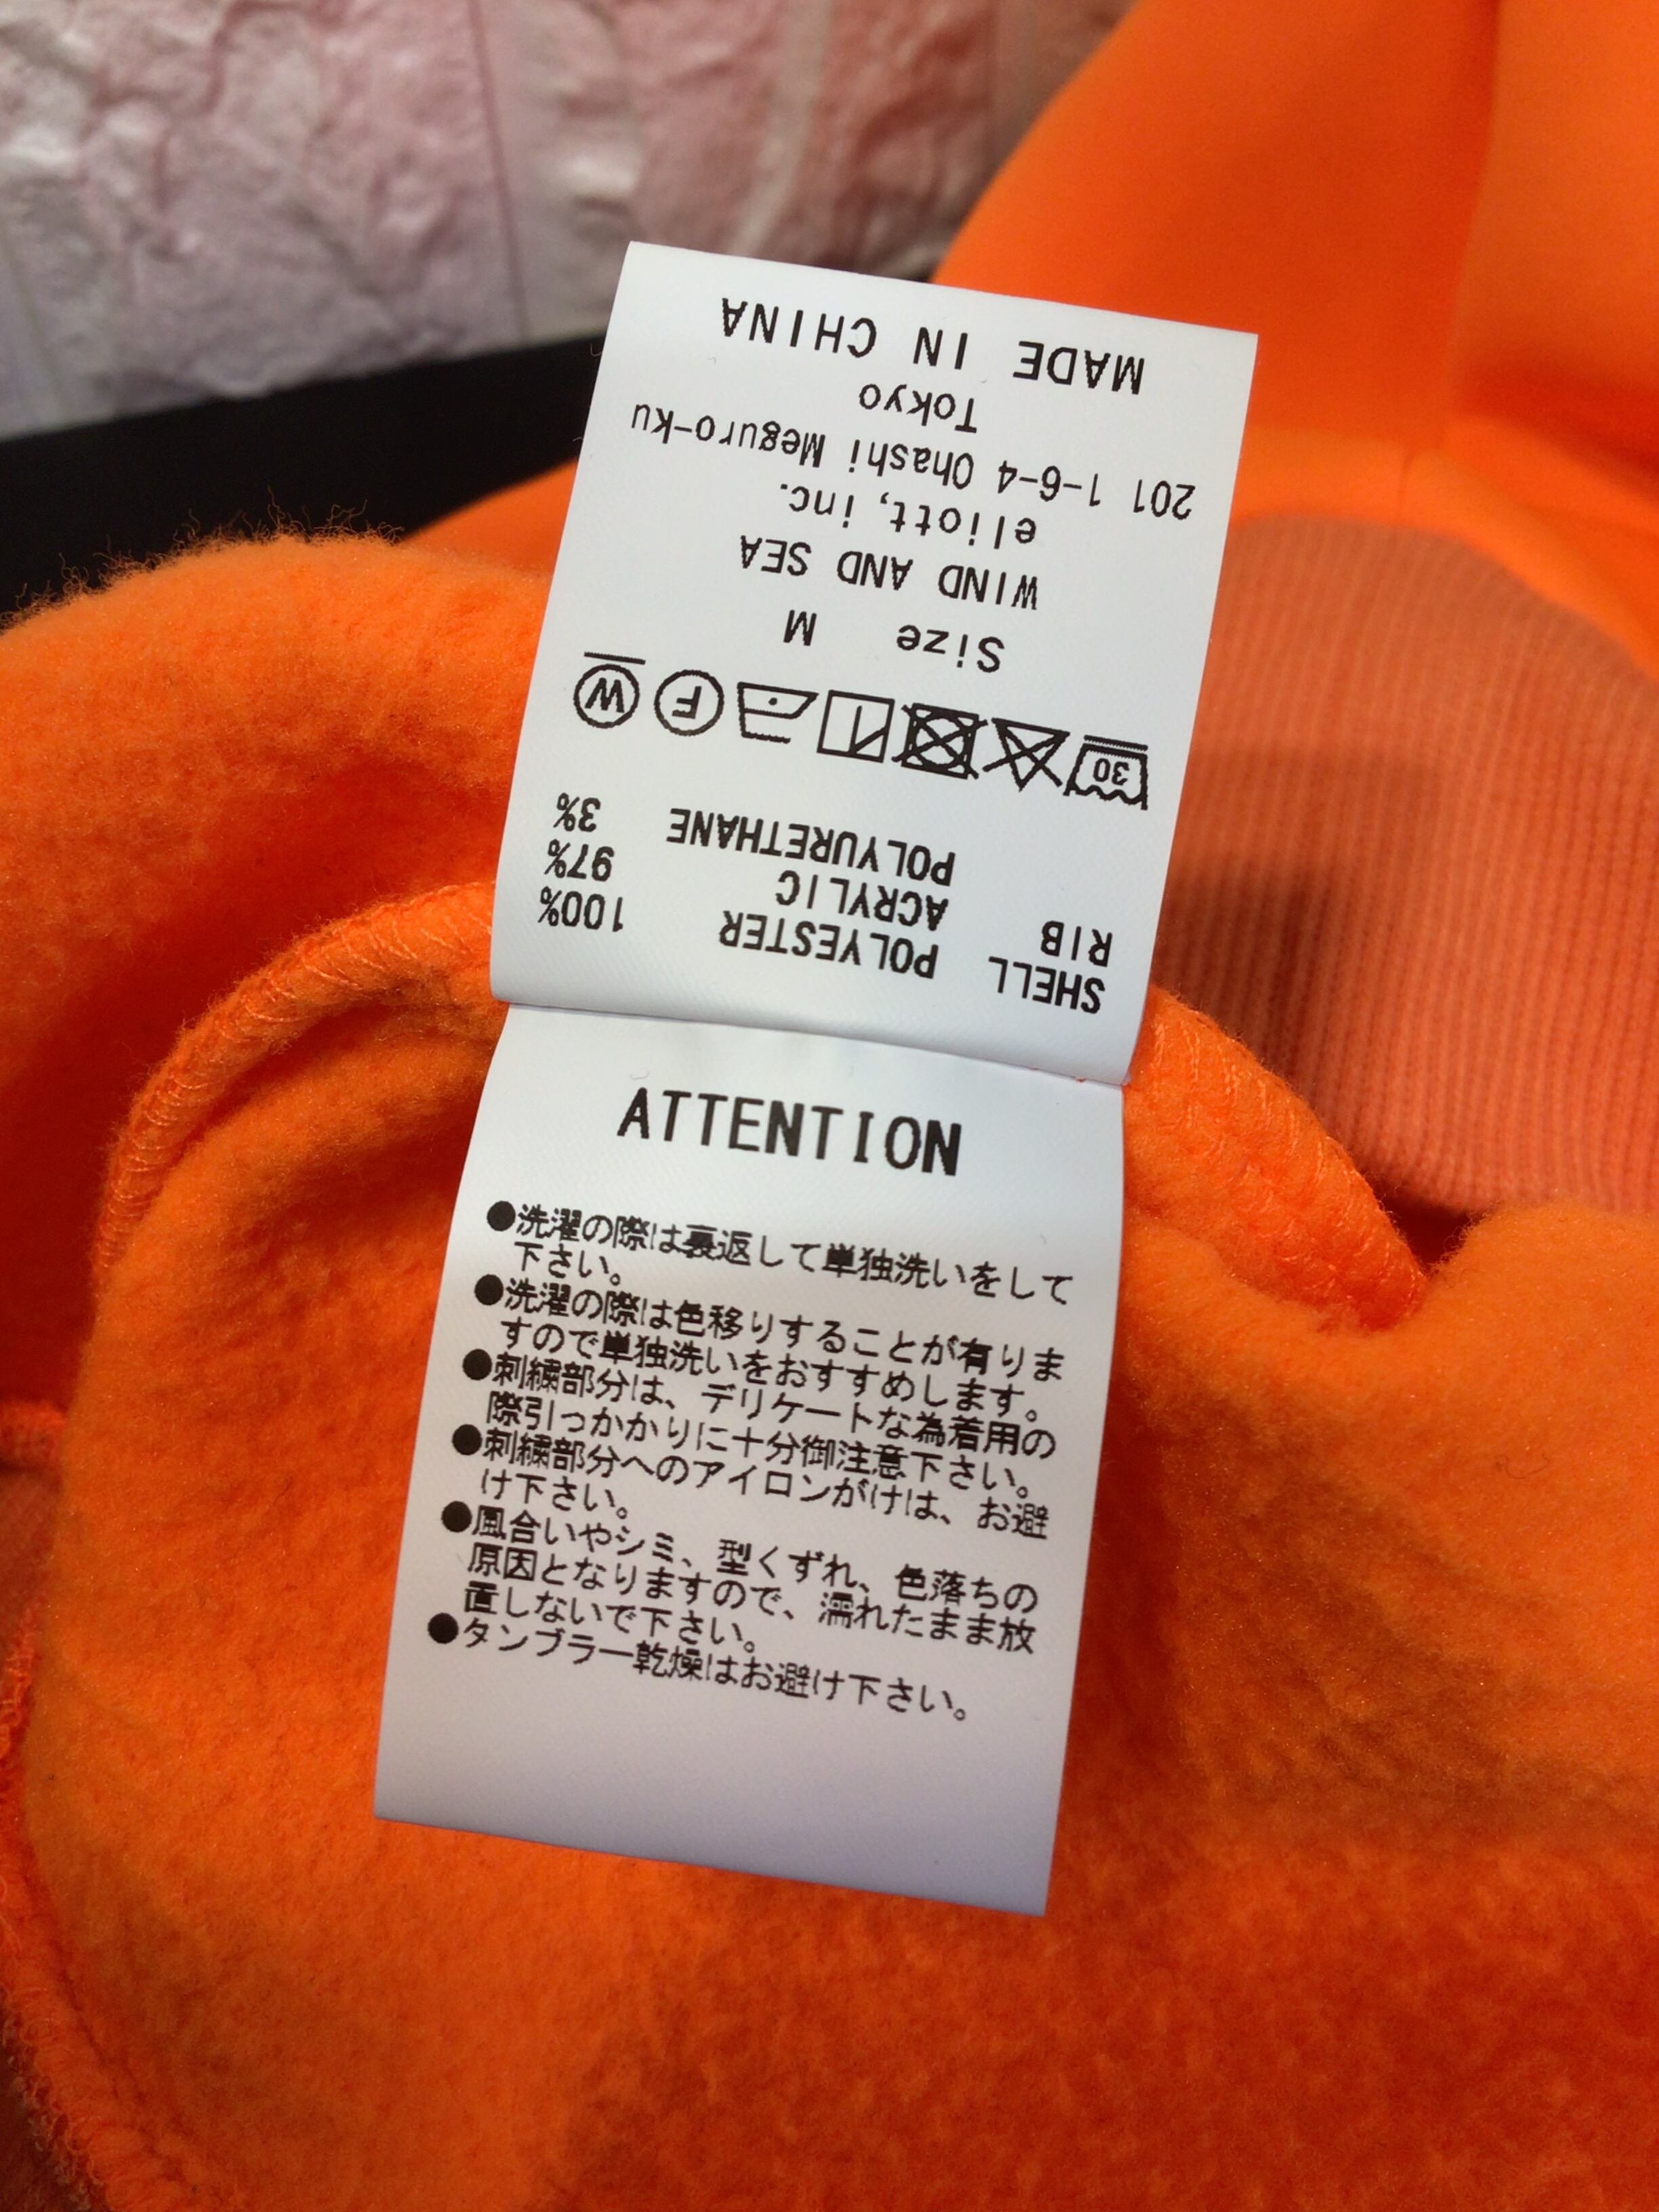 SHELL POLYESTER 100%
RIB ACRYLIC 97%
POLYURETHANE 3%
30 F W
Size M
WIND AND SEA
eliott, inc.
201 1-6-4 Ohashi Meguro-ku
Tokyo
MADE IN CHINA
ATTENTION
●洗濯の際は裏返して単独洗いをして
下さい。
●洗濯の際は色移りすることが有りま
すので単独洗いをおすすめします。
●刺繍部分は、デリケートな為着用の
際引っかかりに十分御注意下さい。
●刺繍部分へのアイロンがけは、お避
け下さい。
●風合いやシミ、型くずれ、色落ちの
原因となりますので、濡れたまま放
置しないで下さい。
●タンブラー乾燥はお避け下さい。